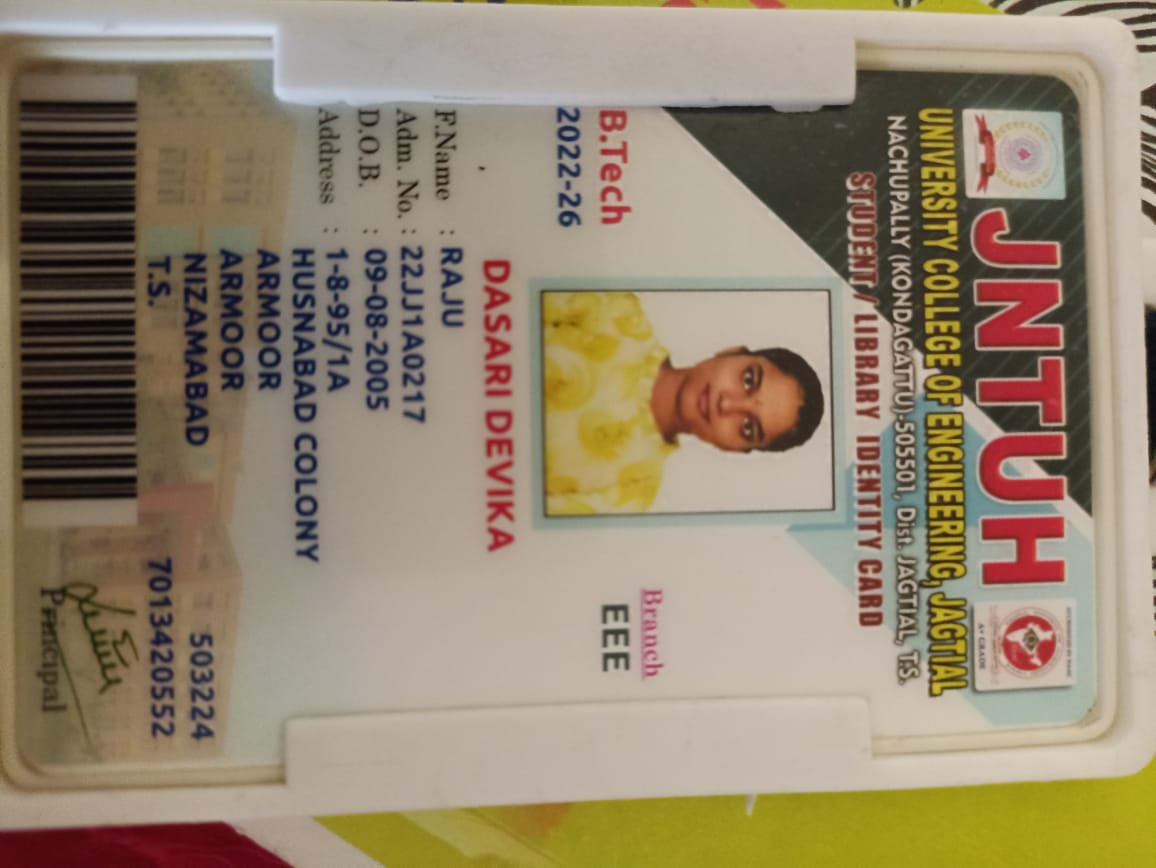 JNTUH
UNIVERSITY COLLEGE OF ENGINEERING, JAGTIAL
NACHUPALLY (KONDAGATTU)-505501, Dist. JAGTIAL, T.S.
STUDENT / LIBRARY IDENTITY CARD
A+ GRADE
B.Tech
2022-26
Branch
EEE
DASARI DEVIKA
F.Name : RAJU
Adm. No. : 22JJ1A0217
D.O.B. : 09-08-2005
Address : 1-8-95/1A
HUSNABAD COLONY
ARMOOR
ARMOOR
NIZAMABAD 503224
T.S. 7013420552
Principal